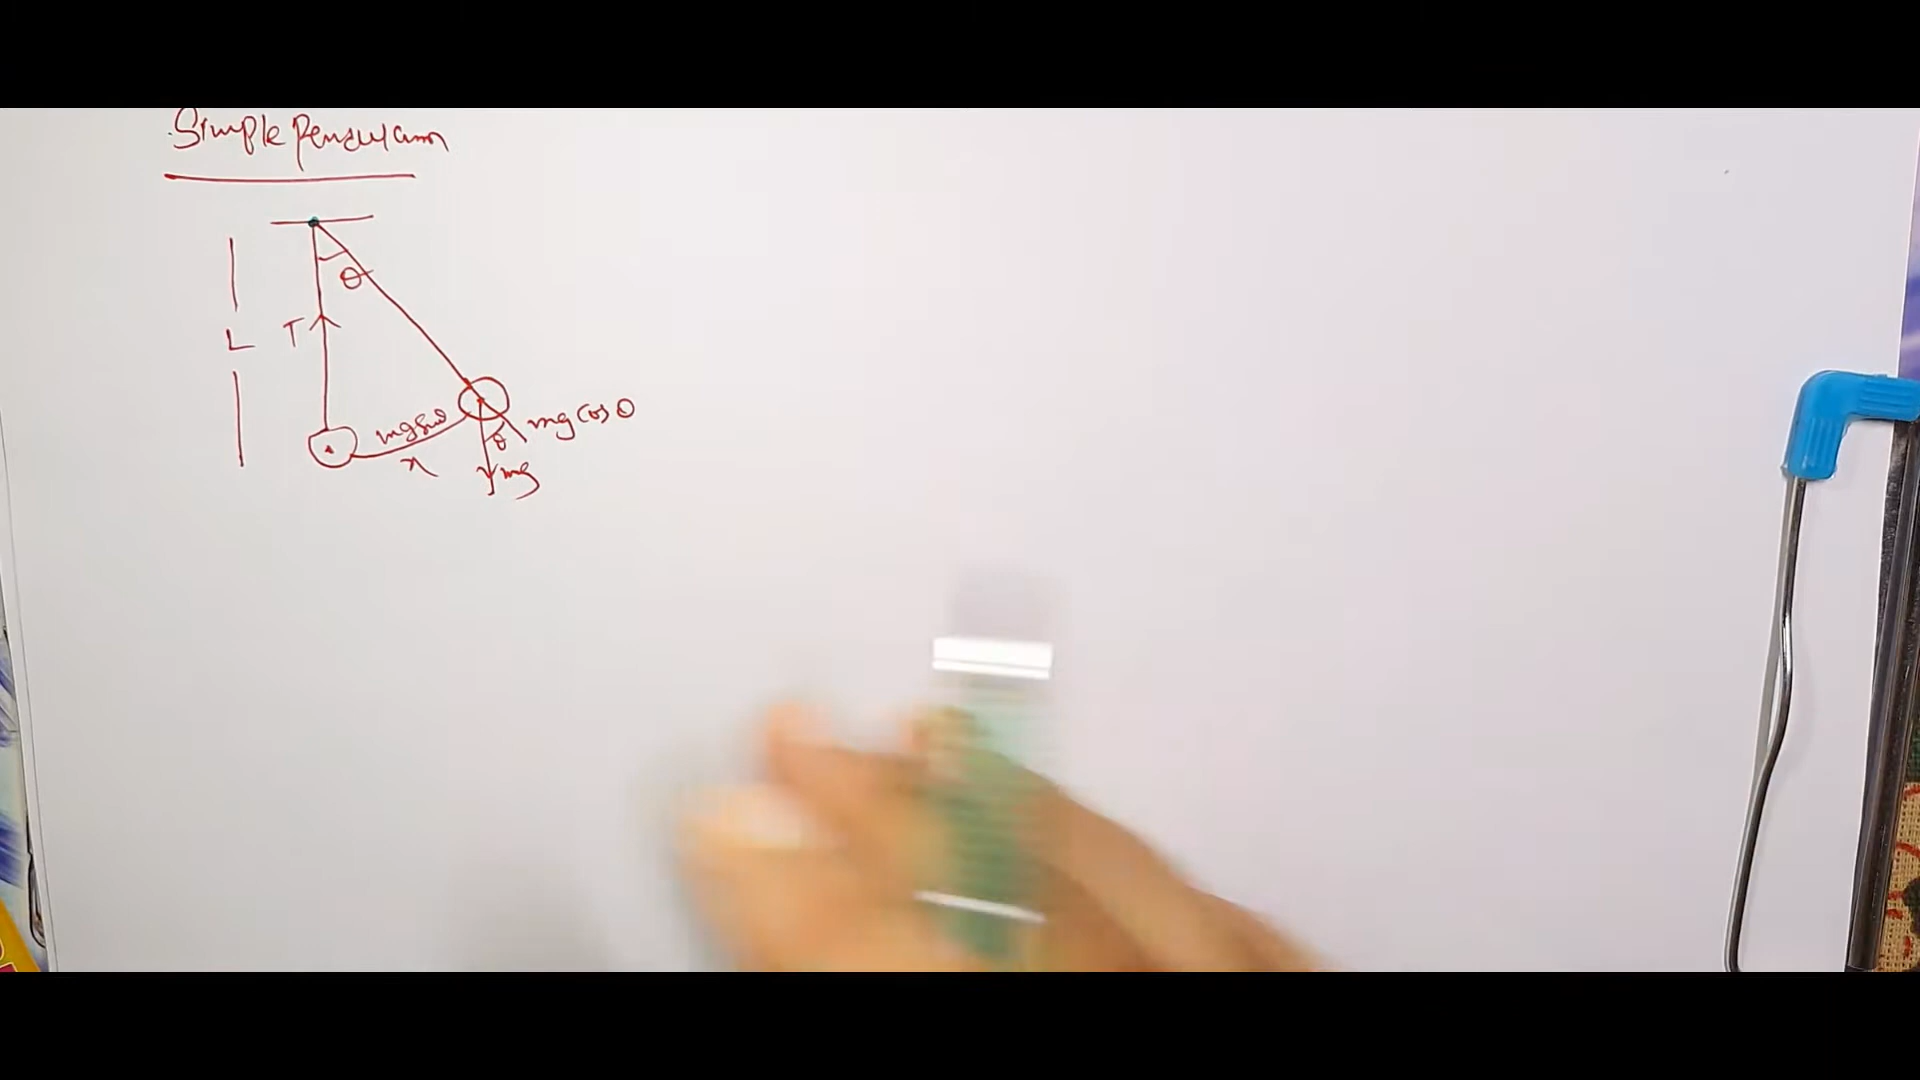 Simple Pendulum
θ
L
T
mg sinθ
mg cos θ
θ
x
mg